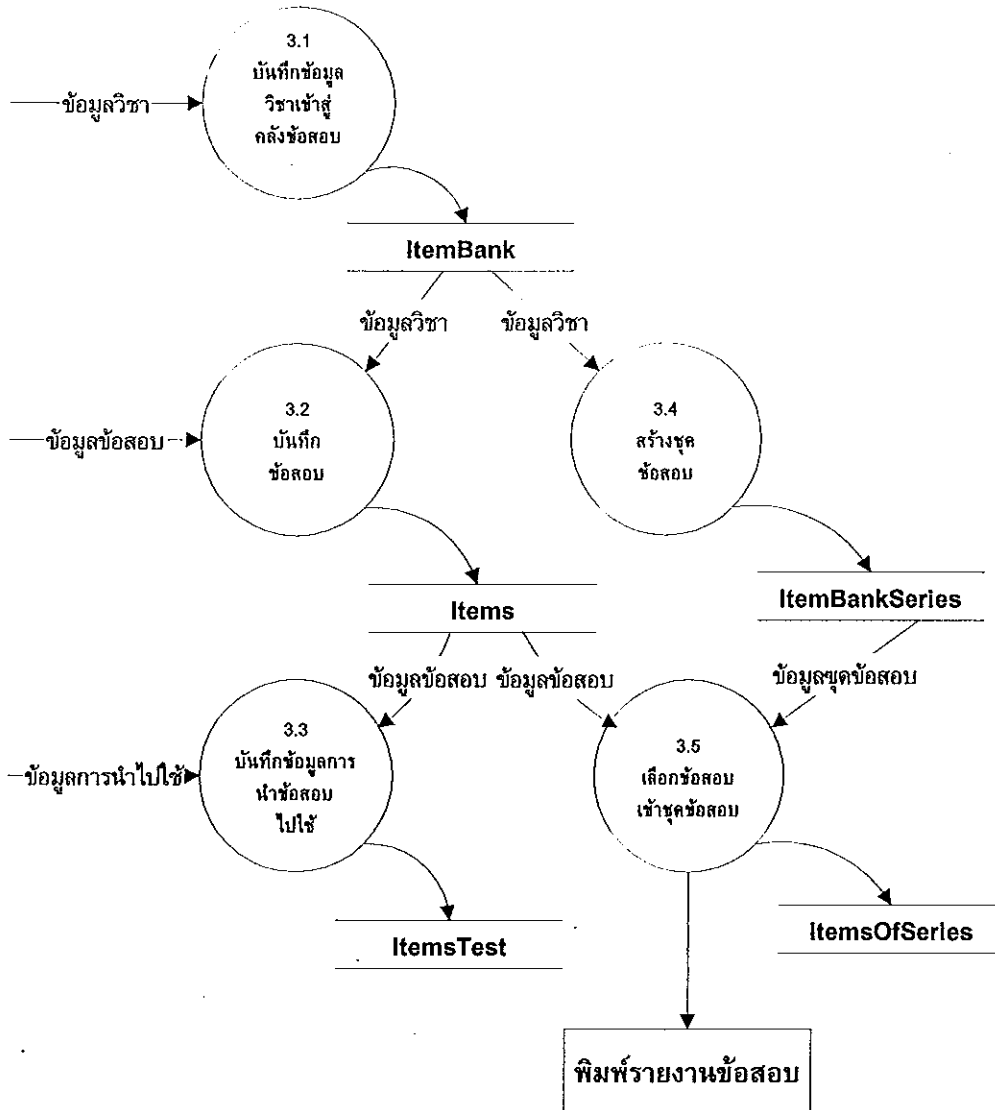 3.1
บันทึกข้อมูล
วิชาเข้าสู่
คลังข้อสอบ
ข้อมูลวิชา
ItemBank
ข้อมูลวิชา
ข้อมูลวิชา
3.2
บันทึก
ข้อสอบ
ข้อมูลข้อสอบ
3.4
สร้างชุด
ข้อสอบ
Items
ItemBankSeries
ข้อมูลข้อสอบ
ข้อมูลข้อสอบ
ข้อมูลชุดข้อสอบ
3.3
บันทึกข้อมูลการ
นำข้อสอบ
ไปใช้
ข้อมูลการนำไปใช้
3.5
เลือกข้อสอบ
เข้าชุดข้อสอบ
ItemsTest
ItemsOfSeries
พิมพ์รายงานข้อสอบ